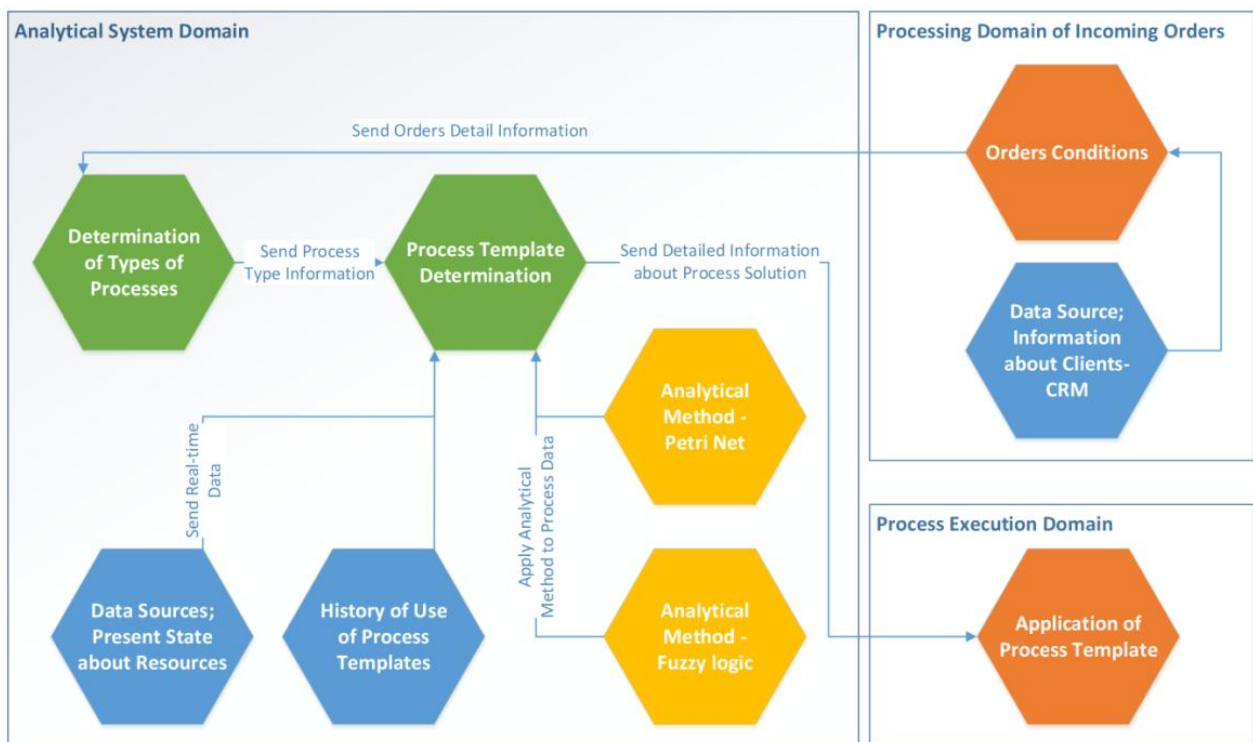 Analytical System Domain
Processing Domain of Incoming Orders
Send Orders Detail Information
Orders Conditions
Determination
of Types of
Processes
Send Process
Type Information
Process Template
Determination
Send Detailed Information
about Process Solution
Data Source;
Information
about Clients-
CRM
Analytical
Method -
Petri Net
Send Real-time
Data
Apply Analytical
Method to Process Data
Process Execution Domain
Data Sources;
Present State
about Resources
History of Use
of Process
Templates
Analytical
Method -
Fuzzy logic
Application of
Process Template